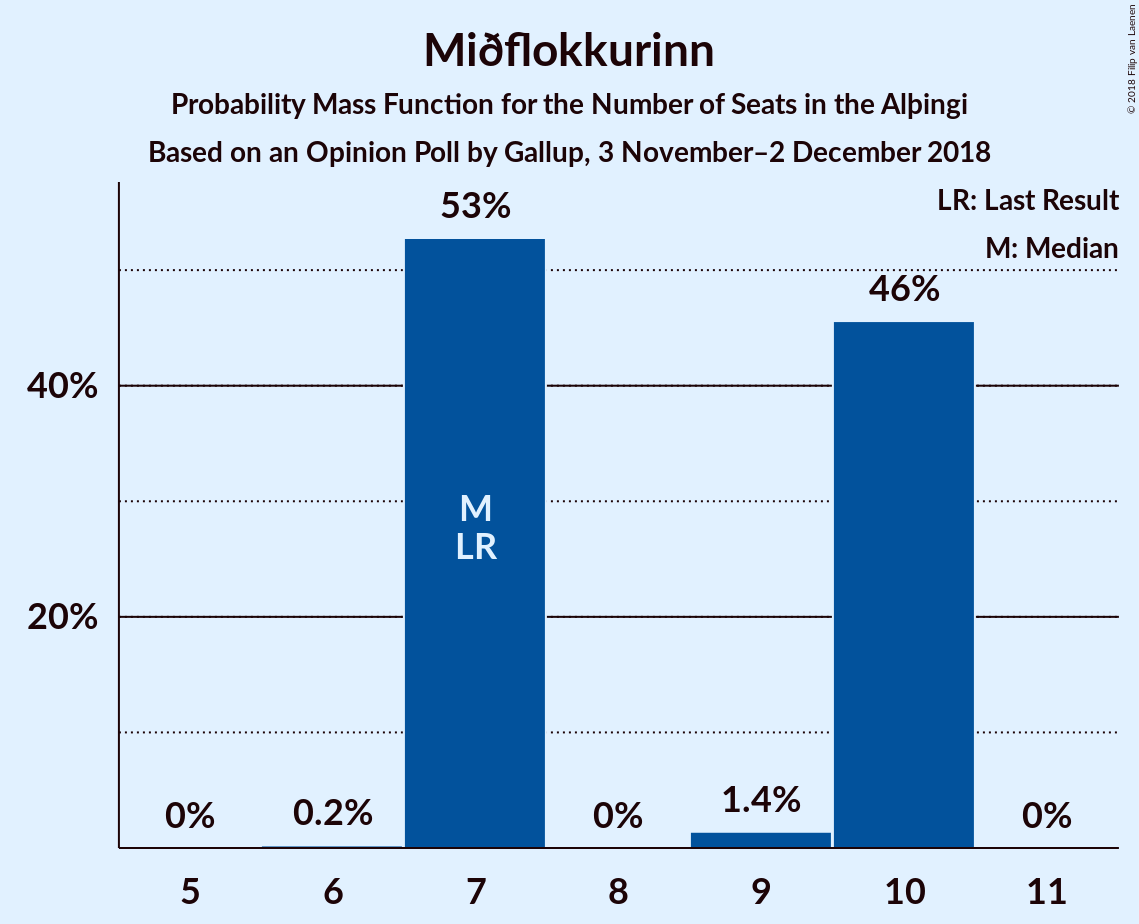 Miðflokkurinn
Probability Mass Function for the Number of Seats in the Alþingi
Based on an Opinion Poll by Gallup, 3 November–2 December 2018
© 2018 Filip van Laenen
LR: Last Result
M: Median
53%
46%
40%
M
LR
20%
0%
0.2%
0%
1.4%
0%
5
6
7
8
9
10
11